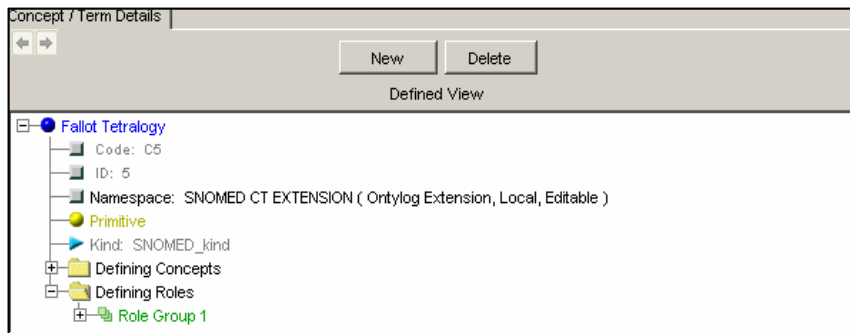 Concept / Term Details
New Delete
Defined View
Fallot Tetralogy
Code: C5
ID: 5
Namespace: SNOMED CT EXTENSION ( Ontylog Extension, Local, Editable )
Primitive
Kind: SNOMED_kind
Defining Concepts
Defining Roles
Role Group 1